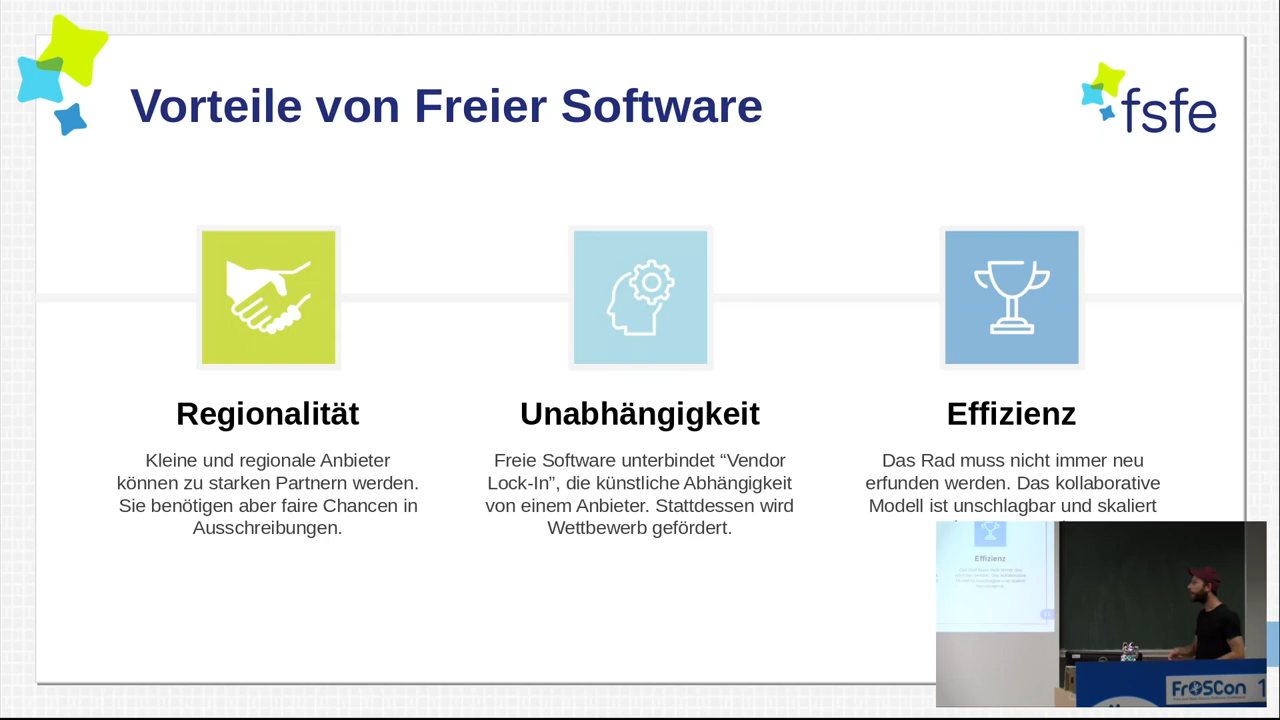 Vorteile von Freier Software
fsfe
Regionalität
Kleine und regionale Anbieter
können zu starken Partnern werden.
Sie benötigen aber faire Chancen in
Ausschreibungen.
Unabhängigkeit
Freie Software unterbindet “Vendor
Lock-In”, die künstliche Abhängigkeit
von einem Anbieter. Stattdessen wird
Wettbewerb gefördert.
Effizienz
Das Rad muss nicht immer neu
erfunden werden. Das kollaborative
Modell ist unschlagbar und skaliert
Effizienz
FrOSCon 1